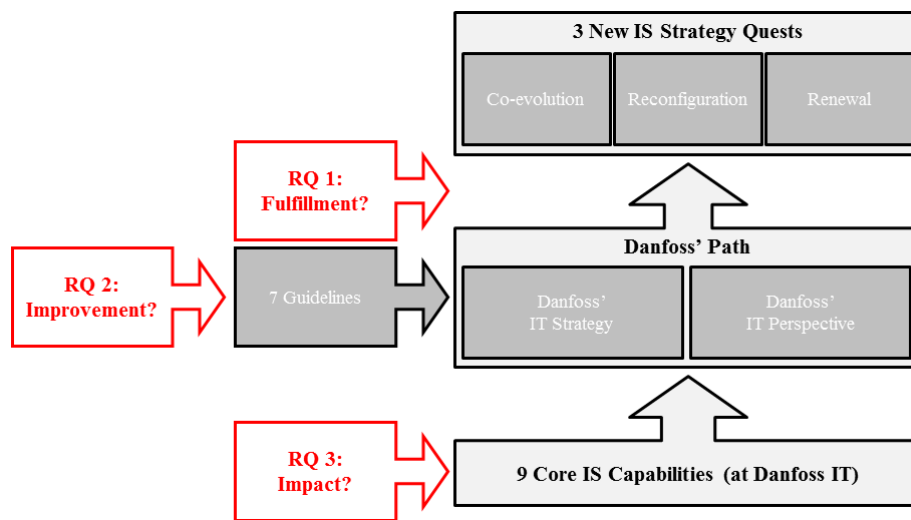 3 New IS Strategy Quests
Co-evolution
Reconfiguration
Renewal
RQ 1:
Fulfillment?
RQ 2:
Improvement?
7 Guidelines
Danfoss’ Path
Danfoss’
IT Strategy
Danfoss’
IT Perspective
RQ 3:
Impact?
9 Core IS Capabilities (at Danfoss IT)